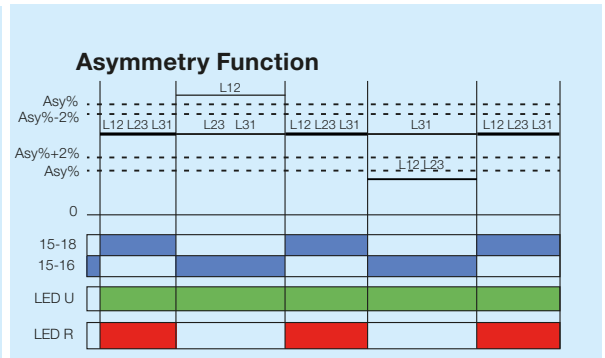 Asymmetry Function
L12
Asy%
Asy%-2%
L12 L23 L31 L23 L31 L12 L23 L31 L31 L12 L23 L31
Asy%+2%
L12 L23
Asy%
0
15-18
15-16
LED U
LED R